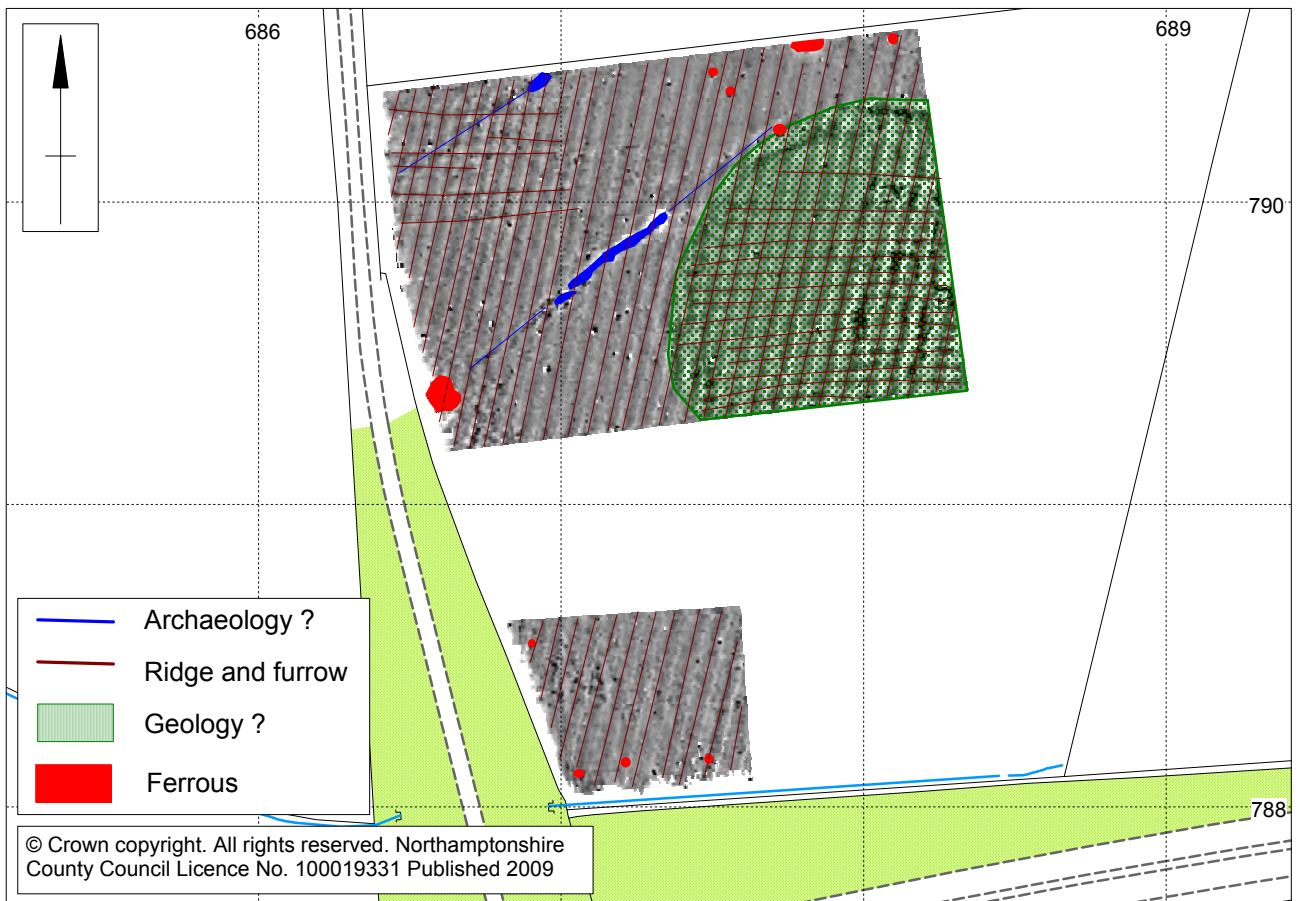 686
689
790
Archaeology ?
Ridge and furrow
Geology ?
Ferrous
788
© Crown copyright. All rights reserved. Northamptonshire
County Council Licence No. 100019331 Published 2009